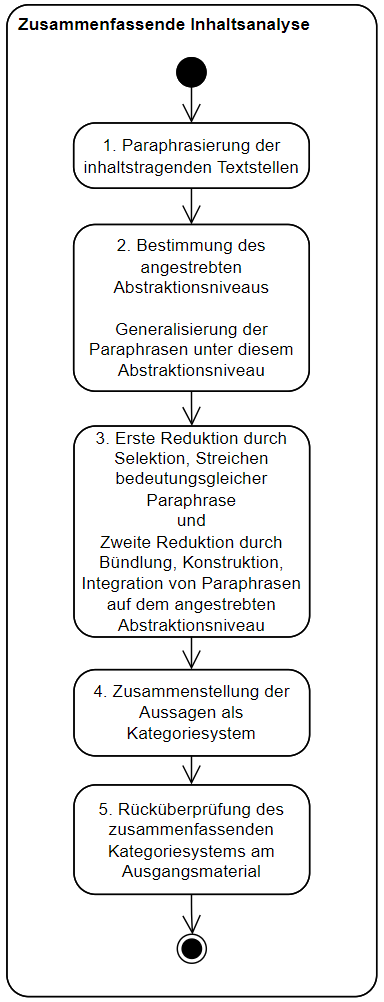 Zusammenfassende Inhaltsanalyse
1. Paraphrasierung der
inhaltstragenden Textstellen
2. Bestimmung des
angestrebten
Abstraktionsniveaus
Generalisierung der
Paraphrasen unter diesem
Abstraktionsniveau
3. Erste Reduktion durch
Selektion, Streichen
bedeutungsgleicher
Paraphrase
und
Zweite Reduktion durch
Bündlung, Konstruktion,
Integration von Paraphrasen
auf dem angestrebten
Abstraktionsniveau
4. Zusammenstellung der
Aussagen als
Kategoriesystem
5. Rücküberprüfung des
zusammenfassenden
Kategoriesystems am
Ausgangsmaterial